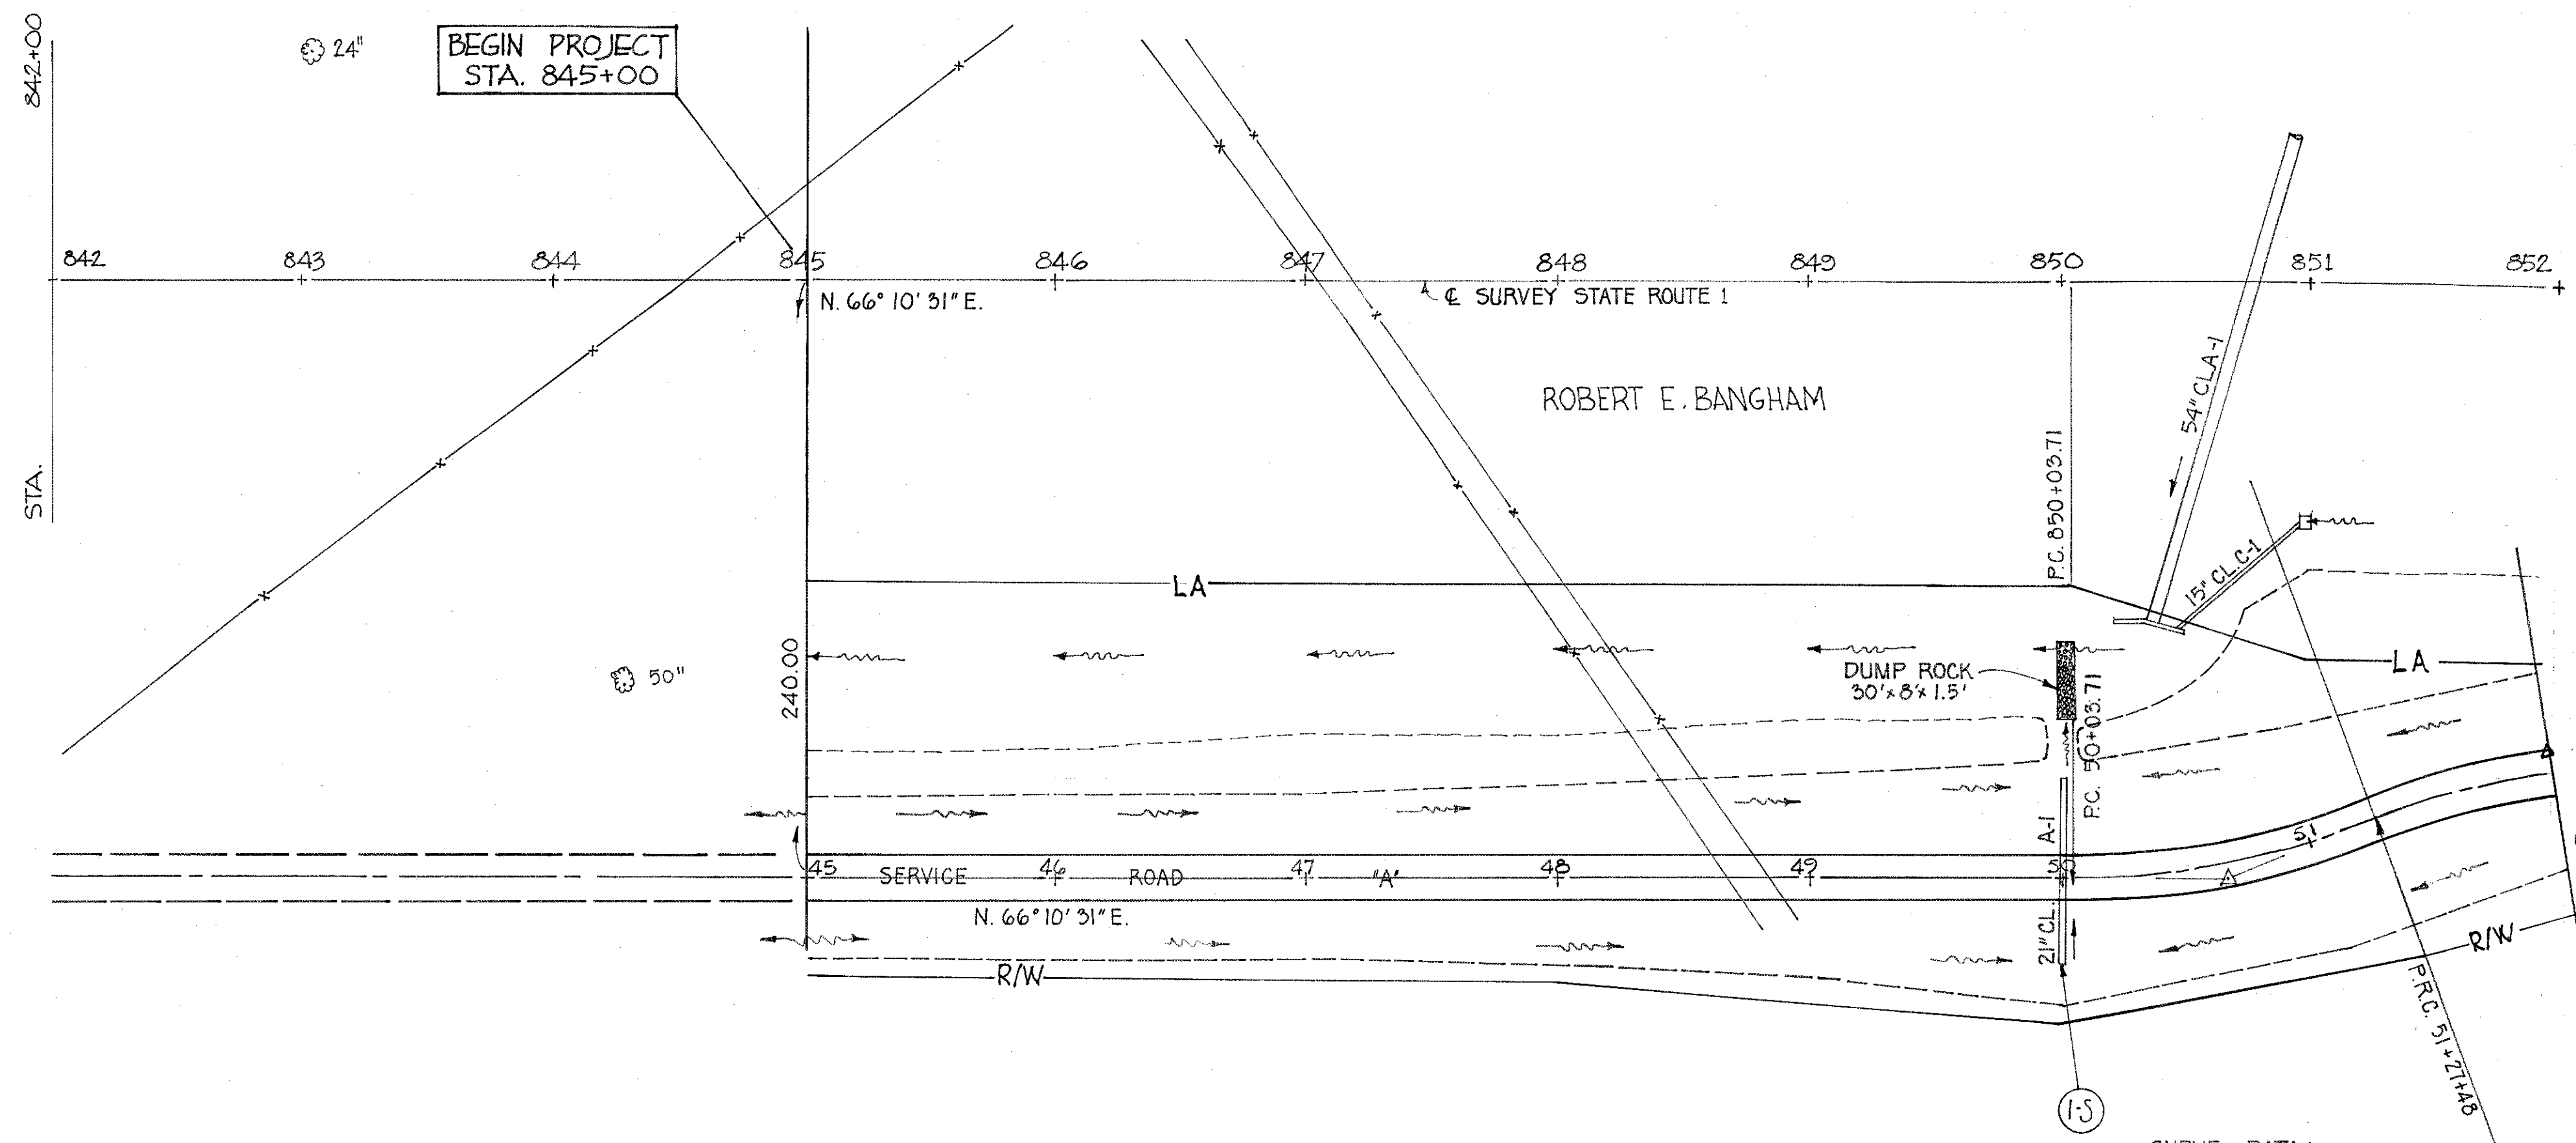 842+00
STA.
24"
BEGIN PROJECT
STA. 845+00
842 843 844 845 846 847 848 849 850 851 852
N. 66° 10' 31" E.
℄ SURVEY STATE ROUTE 1
ROBERT E. BANGHAM
P.C. 850+03.71
54" CL.A-1
15" CL.C-1
LA
LA
50"
240.00
DUMP ROCK
30'x8'x1.5'
P.C. 50+03.71
45 46 47 48 49 50 51
SERVICE ROAD "A"
N. 66° 10' 31" E.
21" CL. A-1
R/W
R/W
P.R.C. 51+27+48
1-S